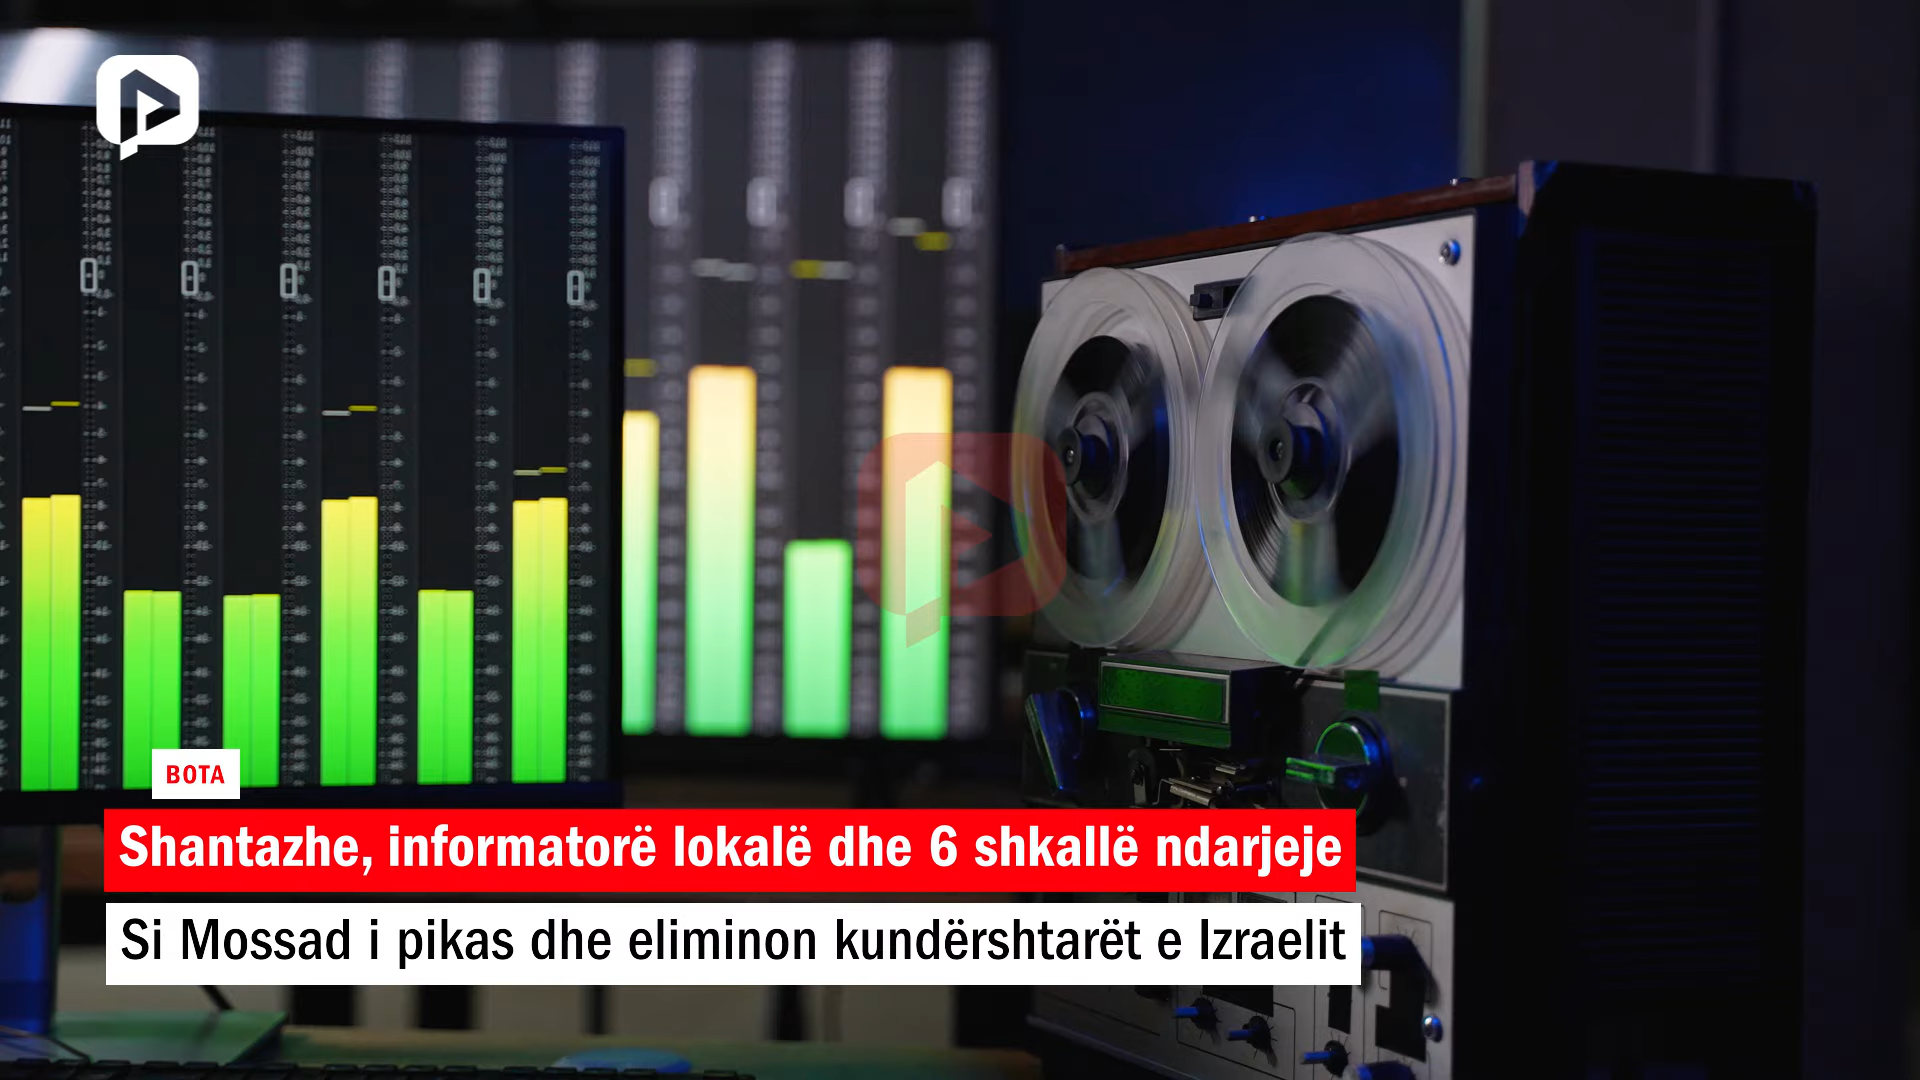 BOTA
Shantazhe, informatorë lokalë dhe 6 shkallë ndarjeje
Si Mossad i pikas dhe eliminon kundërshtarët e Izraelit